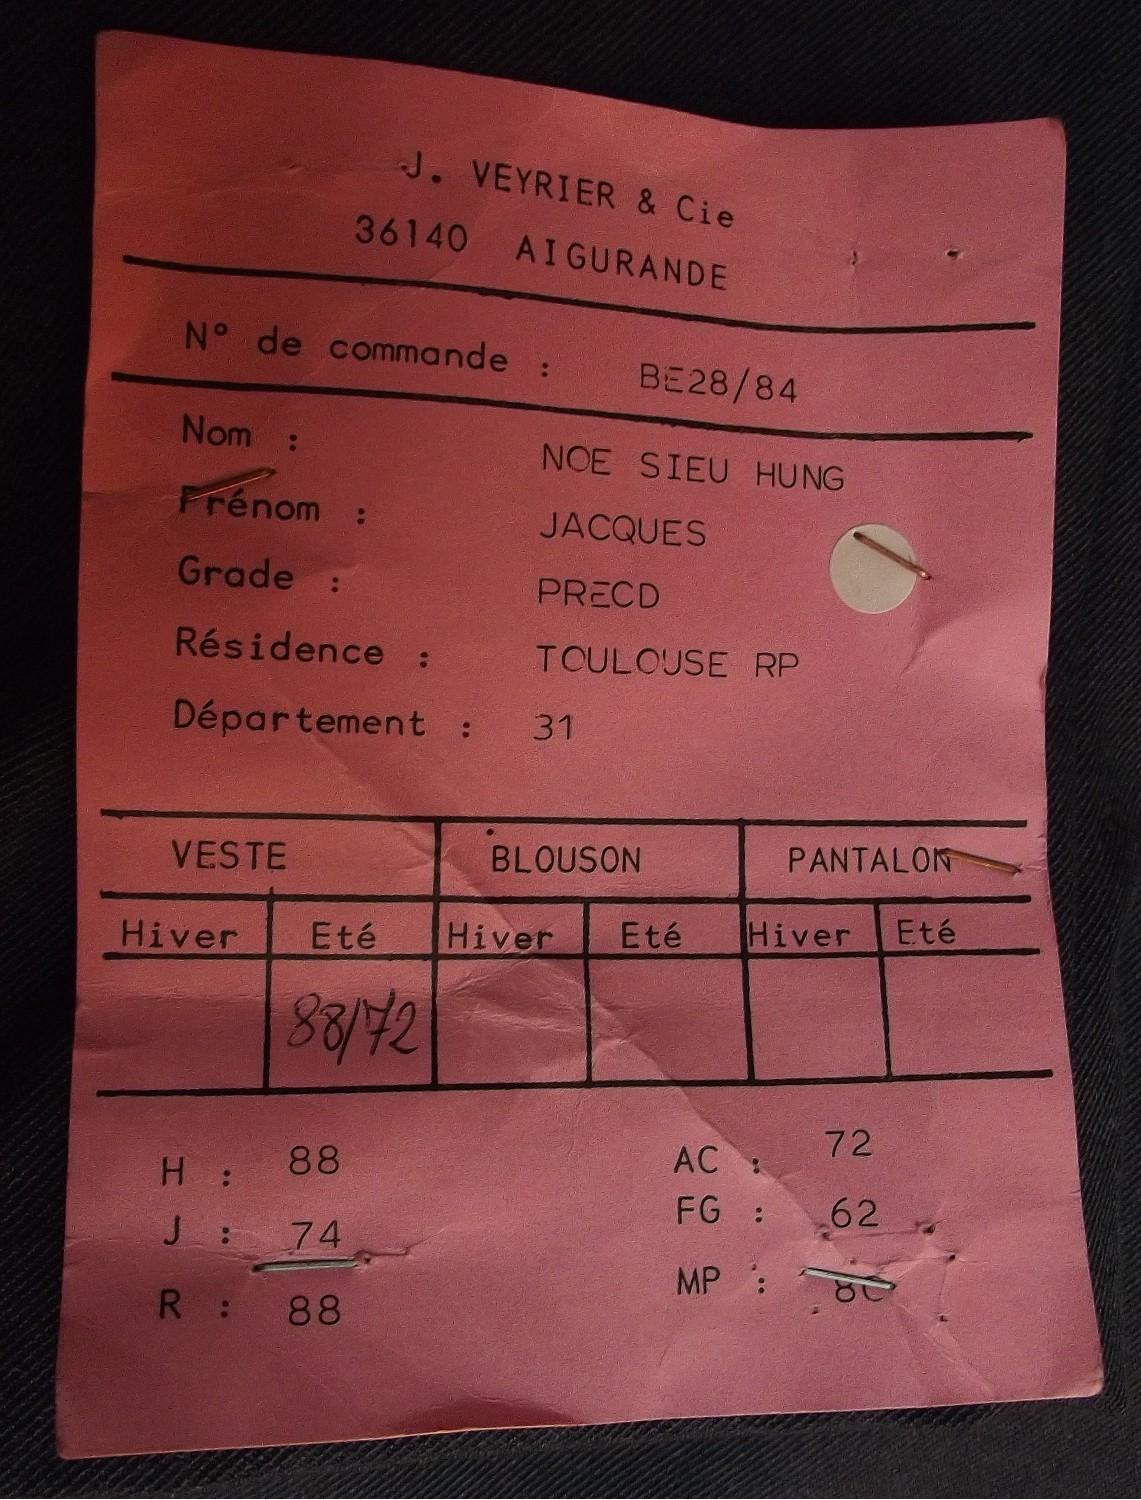 J. VEYRIER & Cie
36140 AIGURANDE
N° de commande : BE28/84
Nom : NOE SIEU HUNG
Prénom : JACQUES
Grade : PRECD
Résidence : TOULOUSE RP
Département : 31
VESTE BLOUSON PANTALON
Hiver Eté Hiver Eté Hiver Eté
88/72
H : 88 AC : 72
J : 74 FG : 62
R : 88 MP :